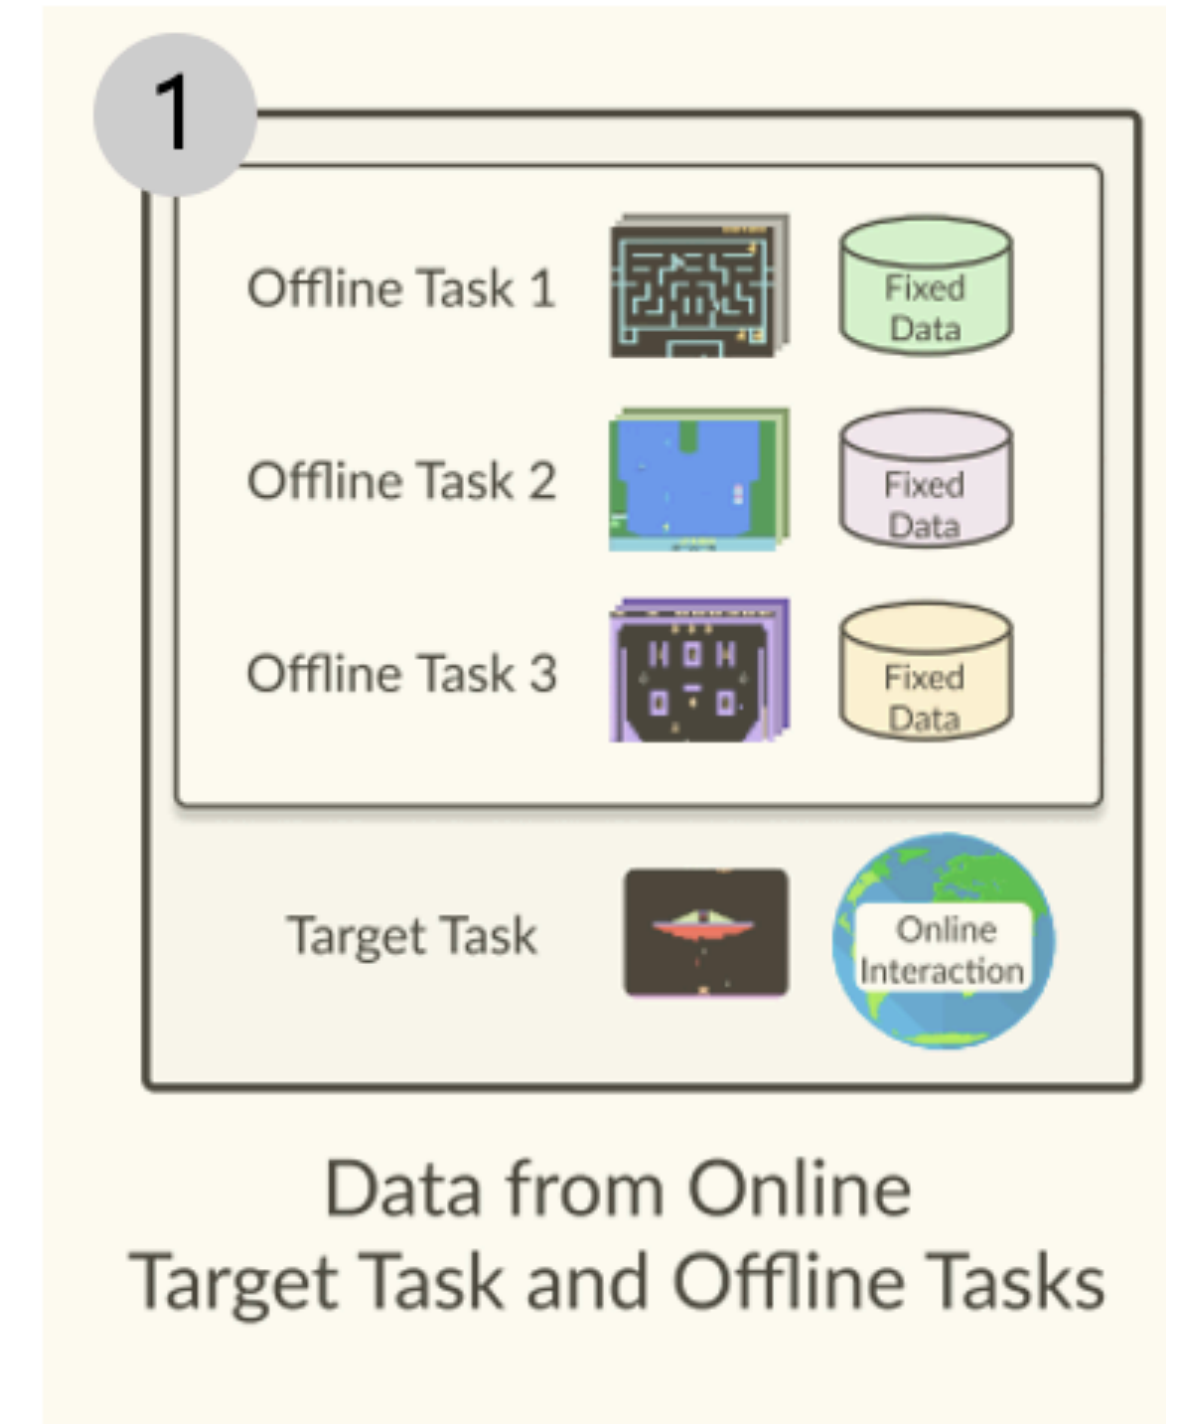 1
Offline Task 1
Fixed
Data
Offline Task 2
Fixed
Data
Offline Task 3
Fixed
Data
Target Task
Online
Interaction
Data from Online
Target Task and Offline Tasks